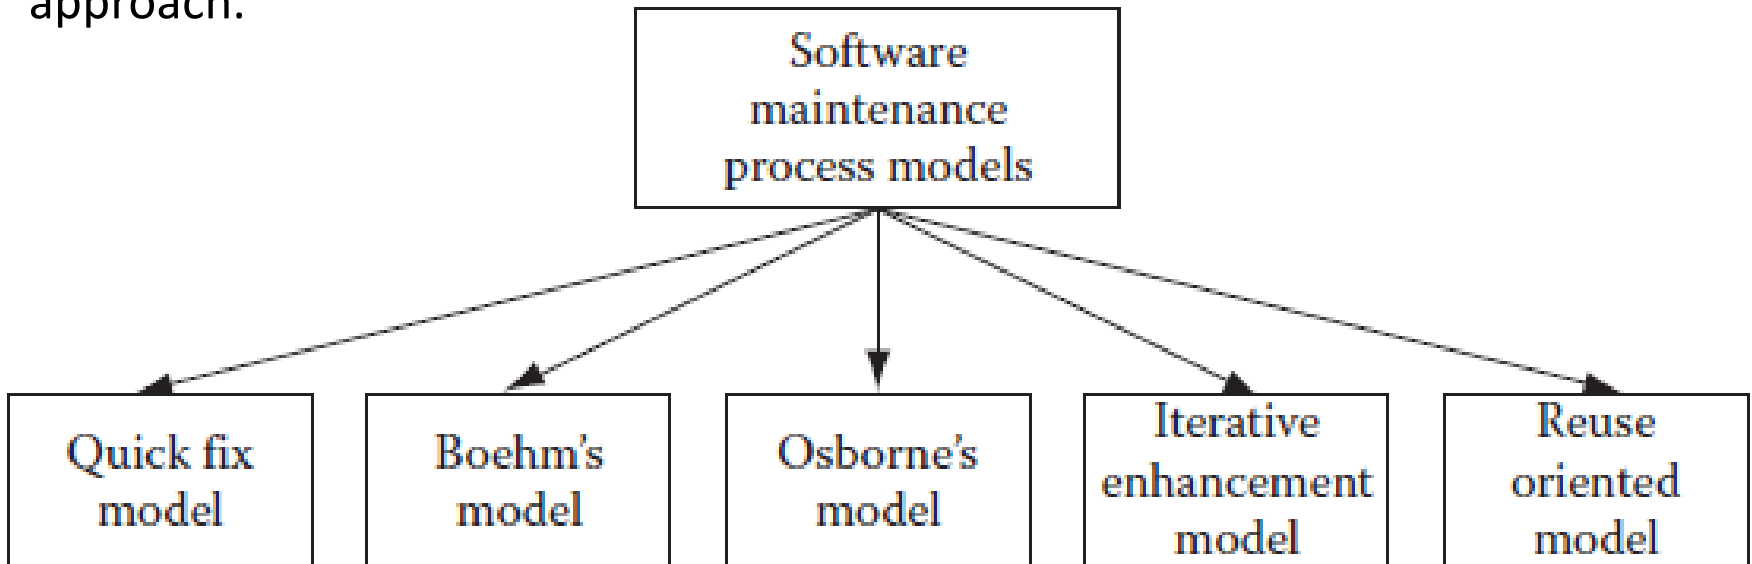 approach.
Software
maintenance
process models
Quick fix
model
Boehm’s
model
Osborne’s
model
Iterative
enhancement
model
Reuse
oriented
model